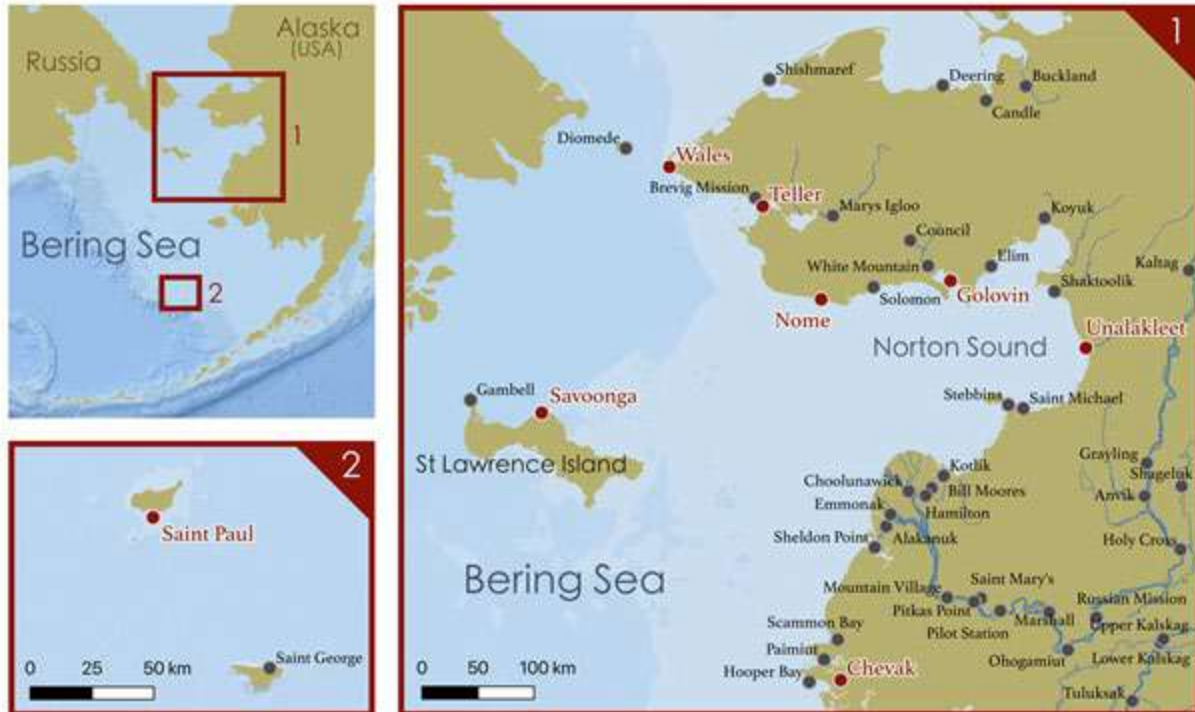 Alaska
(USA)
Russia
1
Bering Sea
2
2
Saint Paul
Saint George
0 25 50 km
1
Shishmaref
Deering
Buckland
Candle
Diomede
Wales
Brevig Mission
Teller
Marys Igloo
Koyuk
Council
White Mountain
Elim
Kaltag
Golovin
Shaktoolik
Solomon
Nome
Unalakleet
Norton Sound
Gambell
Savoonga
Stebbins
Saint Michael
St Lawrence Island
Grayling
Shageluk
Kotlik
Choolunawick
Bill Moores
Anvik
Hamilton
Emmonak
Alakanuk
Sheldon Point
Holy Cross
Bering Sea
Mountain Village
Saint Mary's
Pitkas Point
Russian Mission
Marshall
Pilot Station
Upper Kalskag
Scammon Bay
Paimiut
Ohogamiut
Lower Kalskag
Hooper Bay
Chevak
Tuluksak
0 50 100 km